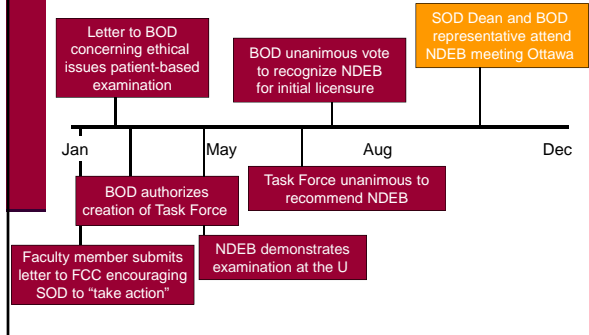 Letter to BOD
concerning ethical
issues patient-based
examination
BOD unanimous vote
to recognize NDEB
for initial licensure
SOD Dean and BOD
representative attend
NDEB meeting Ottawa
Jan
May
Aug
Dec
BOD authorizes
creation of Task Force
Task Force unanimous to
recommend NDEB
Faculty member submits
letter to FCC encouraging
SOD to “take action”
NDEB demonstrates
examination at the U